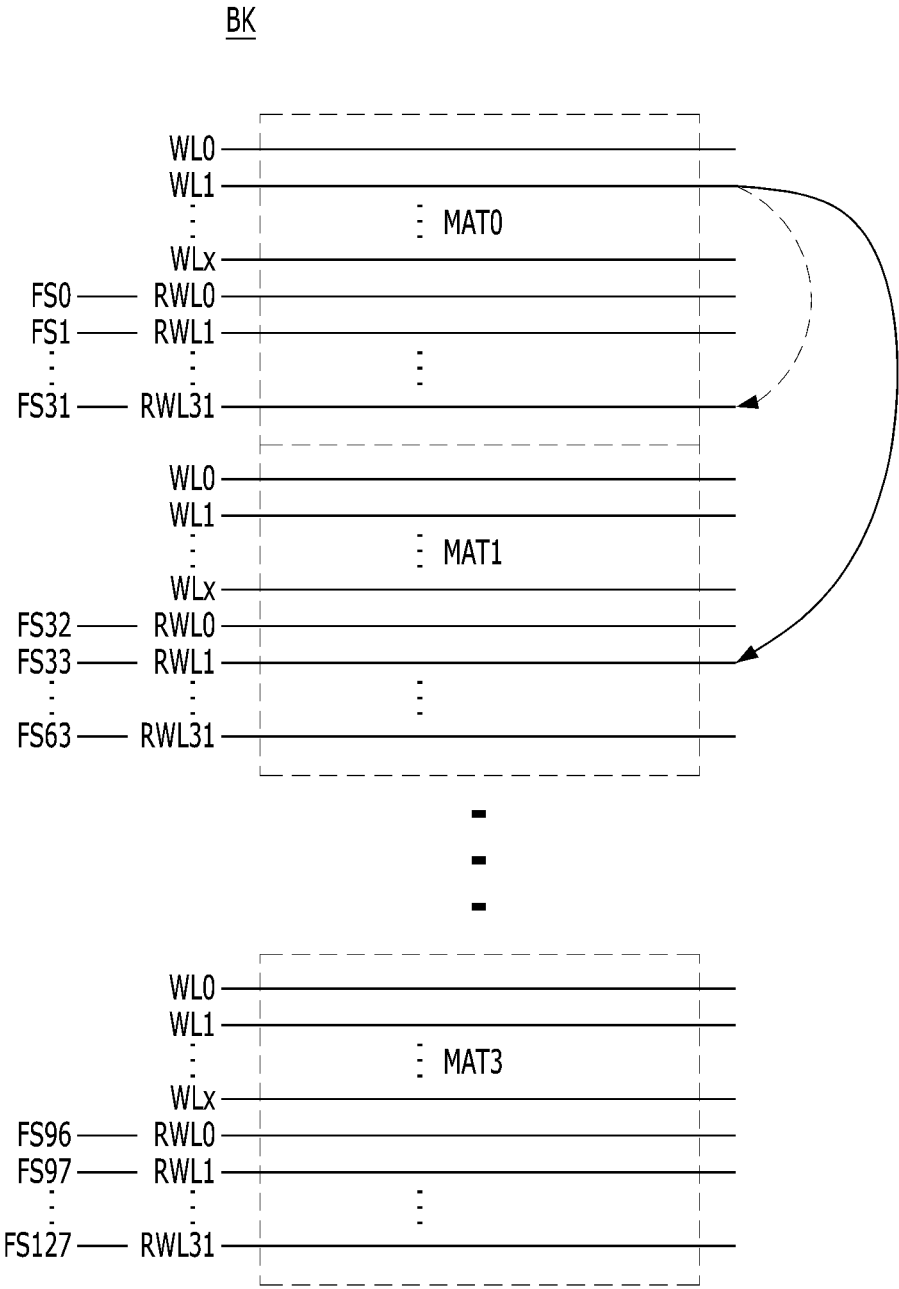 BK
WL0
WL1
MAT0
WLx
FS0 RWL0
FS1 RWL1
FS31 RWL31
WL0
WL1
MAT1
WLx
FS32 RWL0
FS33 RWL1
FS63 RWL31
WL0
WL1
MAT3
WLx
FS96 RWL0
FS97 RWL1
FS127 RWL31